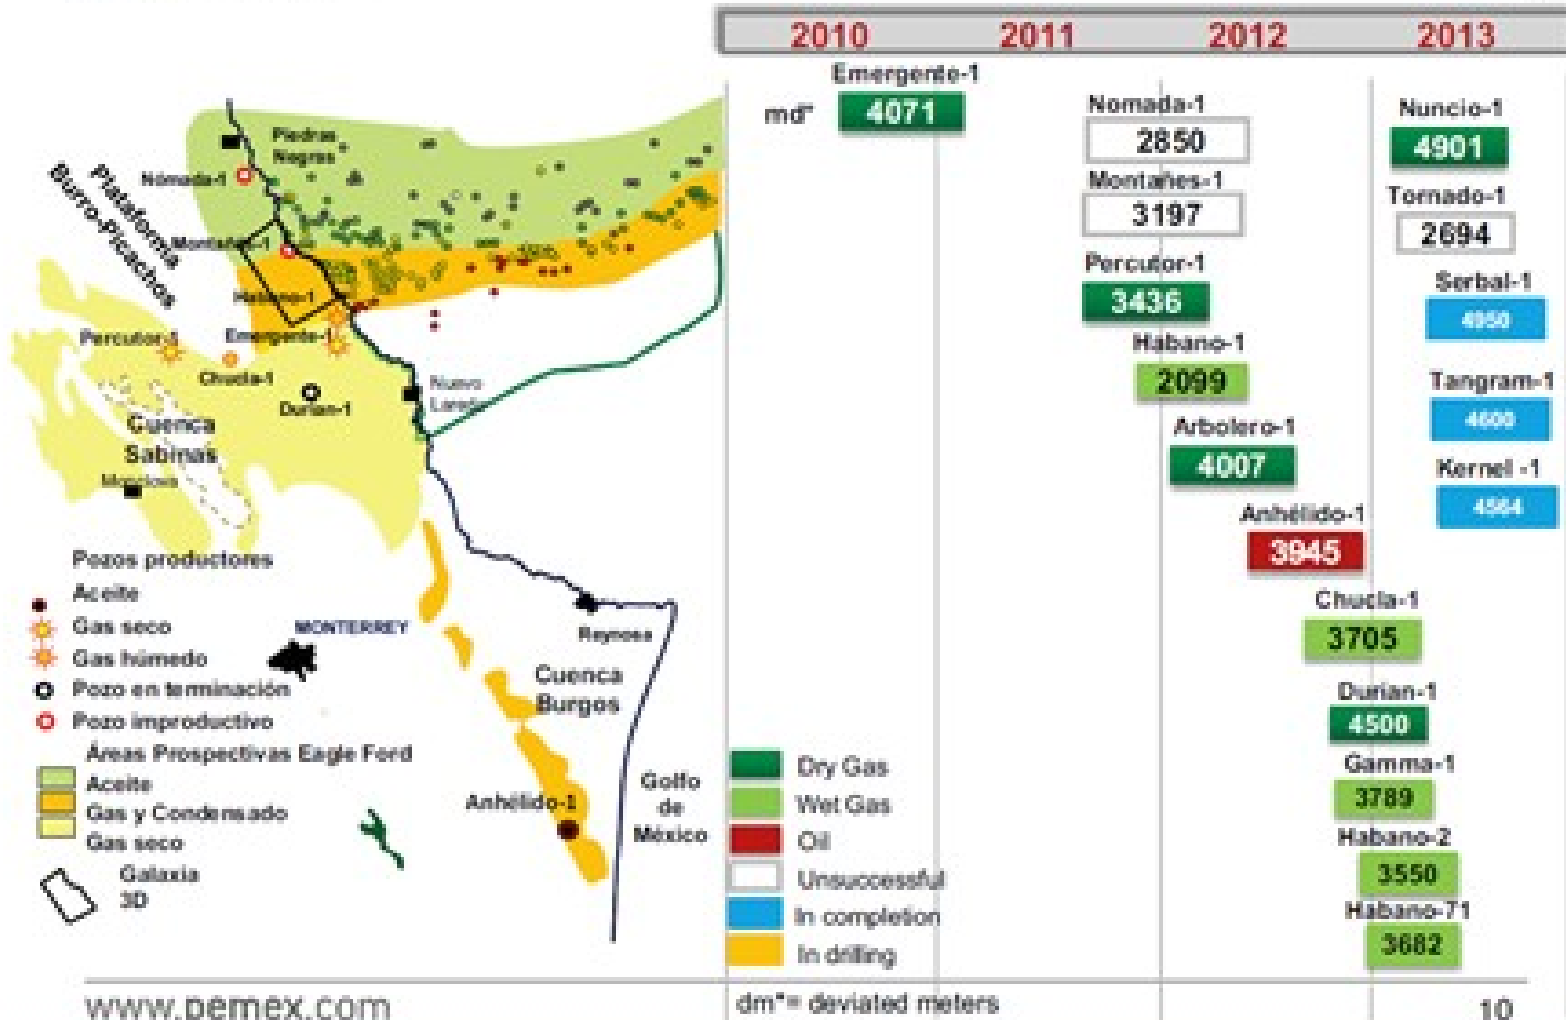 2010 2011 2012 2013
Emergente-1
md*
4071
Nomada-1
2850
Montañes-1
3197
Percutor-1
3436
Habano-1
2099
Arbolero-1
4007
Anhélido-1
3945
Chucla-1
3705
Durian-1
4500
Gamma-1
3789
Habano-2
3550
Habano-71
3682
Nuncio-1
4901
Tornado-1
2694
Serbal-1
4950
Tangram-1
4600
Kernel -1
4564
Piedras
Negras
Nómada-1
Plataforma
Burro-Picachos
Montañes-1
Habano-1
Percutor-1
Emergente-1
Chucla-1
Durian-1
Nuevo
Laredo
Cuenca
Sabinas
Monclova
Pozos productores
Aceite
Gas seco
Gas húmedo
Pozo en terminación
Pozo improductivo
Áreas Prospectivas Eagle Ford
Aceite
Gas y Condensado
Gas seco
Galaxia
3D
MONTERREY
Reynosa
Cuenca
Burgos
Anhélido-1
Golfo
de
México
Dry Gas
Wet Gas
Oil
Unsuccessful
In completion
In drilling
www.pemex.com
dm*= deviated meters
10